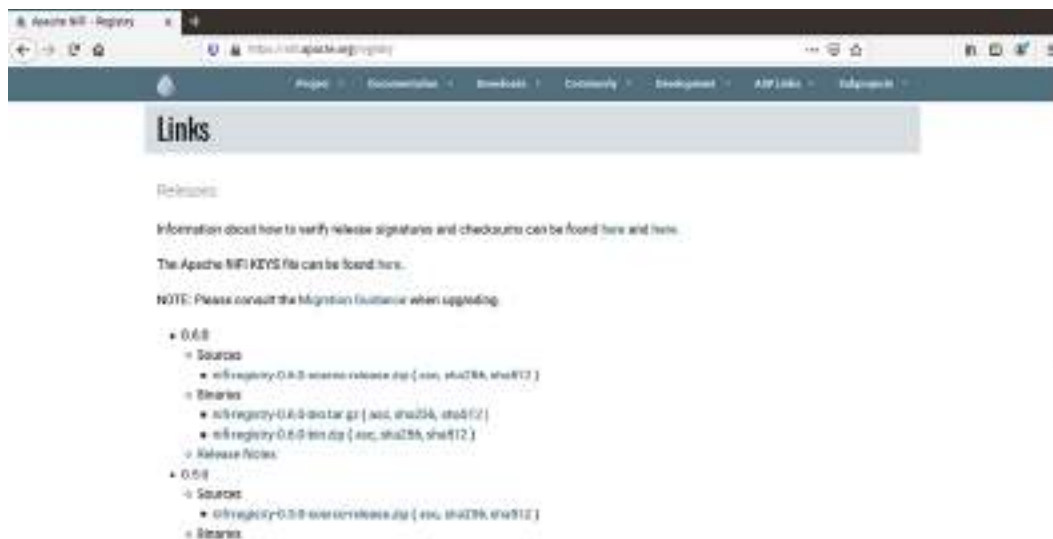 Apache NiFi - Registry
https://nifi.apache.org/registry
Project Documentation Downloads Community Development ASF Links Subprojects
Links
Releases
Information about how to verify release signatures and checksums can be found here and here.
The Apache NiFi KEYS file can be found here.
NOTE: Please consult the Migration Guidance when upgrading.
0.6.0
Sources
nifi-registry-0.6.0-source-release.zip ( asc, sha256, sha512 )
Binaries
nifi-registry-0.6.0-bin.tar.gz ( asc, sha256, sha512 )
nifi-registry-0.6.0-bin.zip ( asc, sha256, sha512 )
Release Notes
0.5.0
Sources
nifi-registry-0.5.0-source-release.zip ( asc, sha256, sha512 )
Binaries